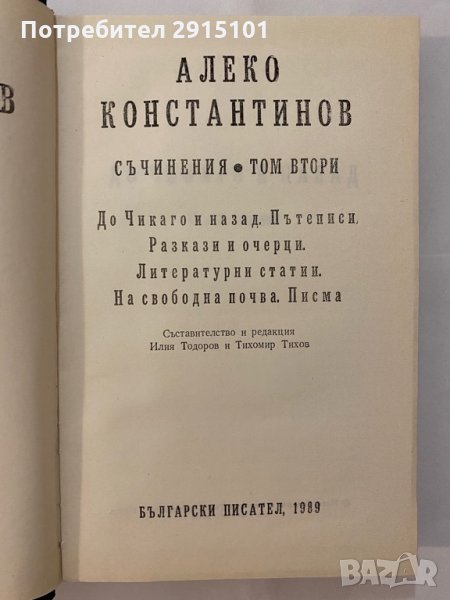 Потребител 2915101
В
АЛЕКО
КОНСТАНТИНОВ
СЪЧИНЕНИЯ • ТОМ ВТОРИ
До Чикаго и назад. Пътеписи.
Разкази и очерци.
Литературни статии.
На свободна почва. Писма
Съставителство и редакция
Илия Тодоров и Тихомир Тихов
БЪЛГАРСКИ ПИСАТЕЛ, 1989
BAZAR